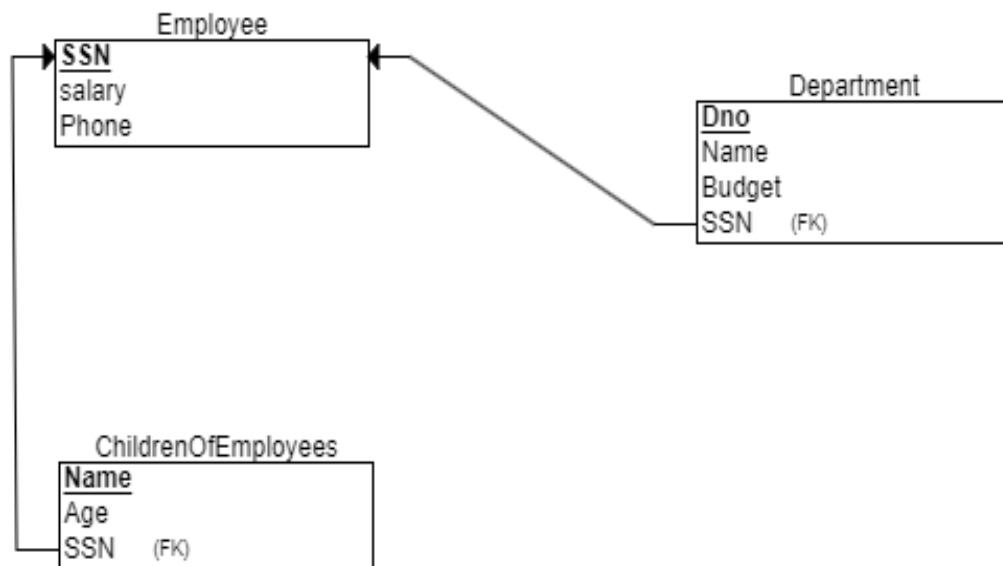 Employee
SSN
salary
Phone
Department
Dno
Name
Budget
SSN (FK)
ChildrenOfEmployees
Name
Age
SSN (FK)